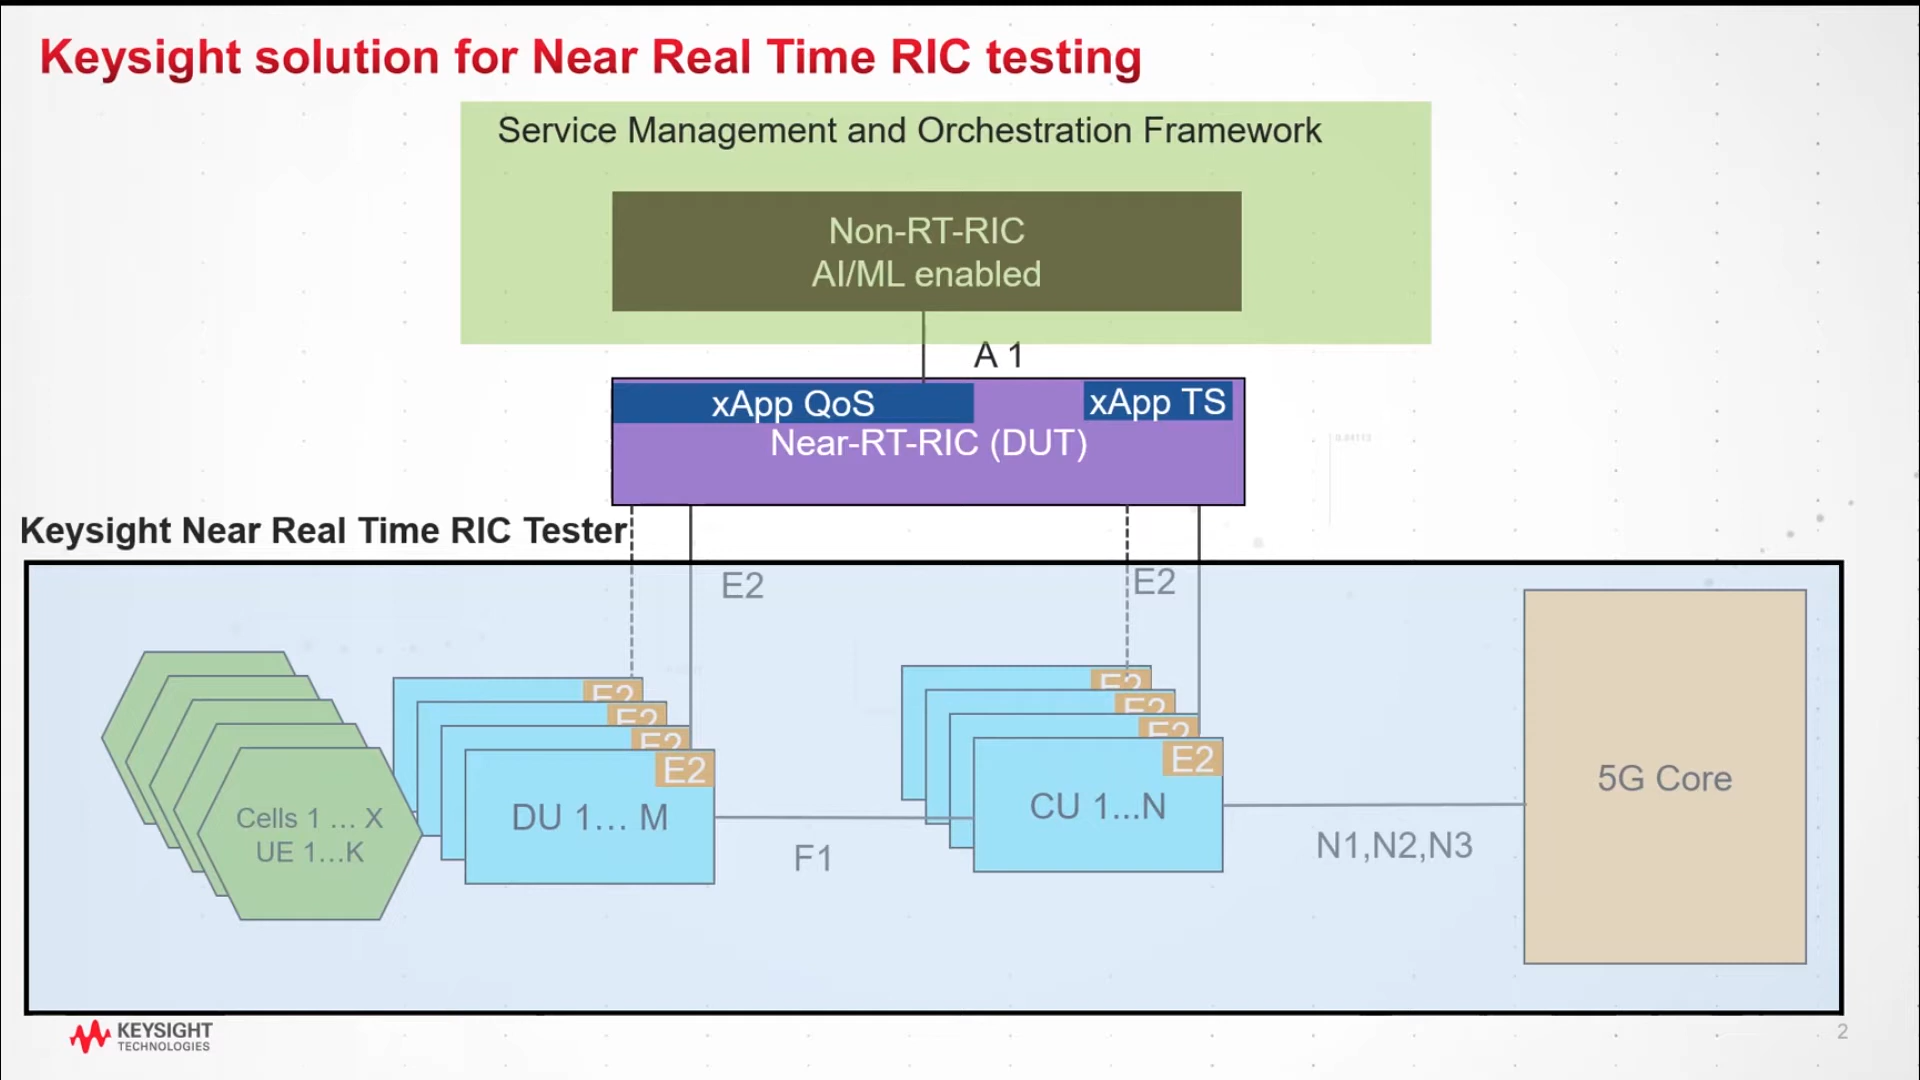 Keysight solution for Near Real Time RIC testing
Service Management and Orchestration Framework
Non-RT-RIC
AI/ML enabled
A 1
xApp QoS
xApp TS
Near-RT-RIC (DUT)
Keysight Near Real Time RIC Tester
E2
E2
E2
E2
E2
E2
E2
E2
E2
E2
Cells 1 ... X
UE 1...K
DU 1... M
F1
CU 1...N
N1,N2,N3
5G Core
KEYSIGHT
TECHNOLOGIES
2